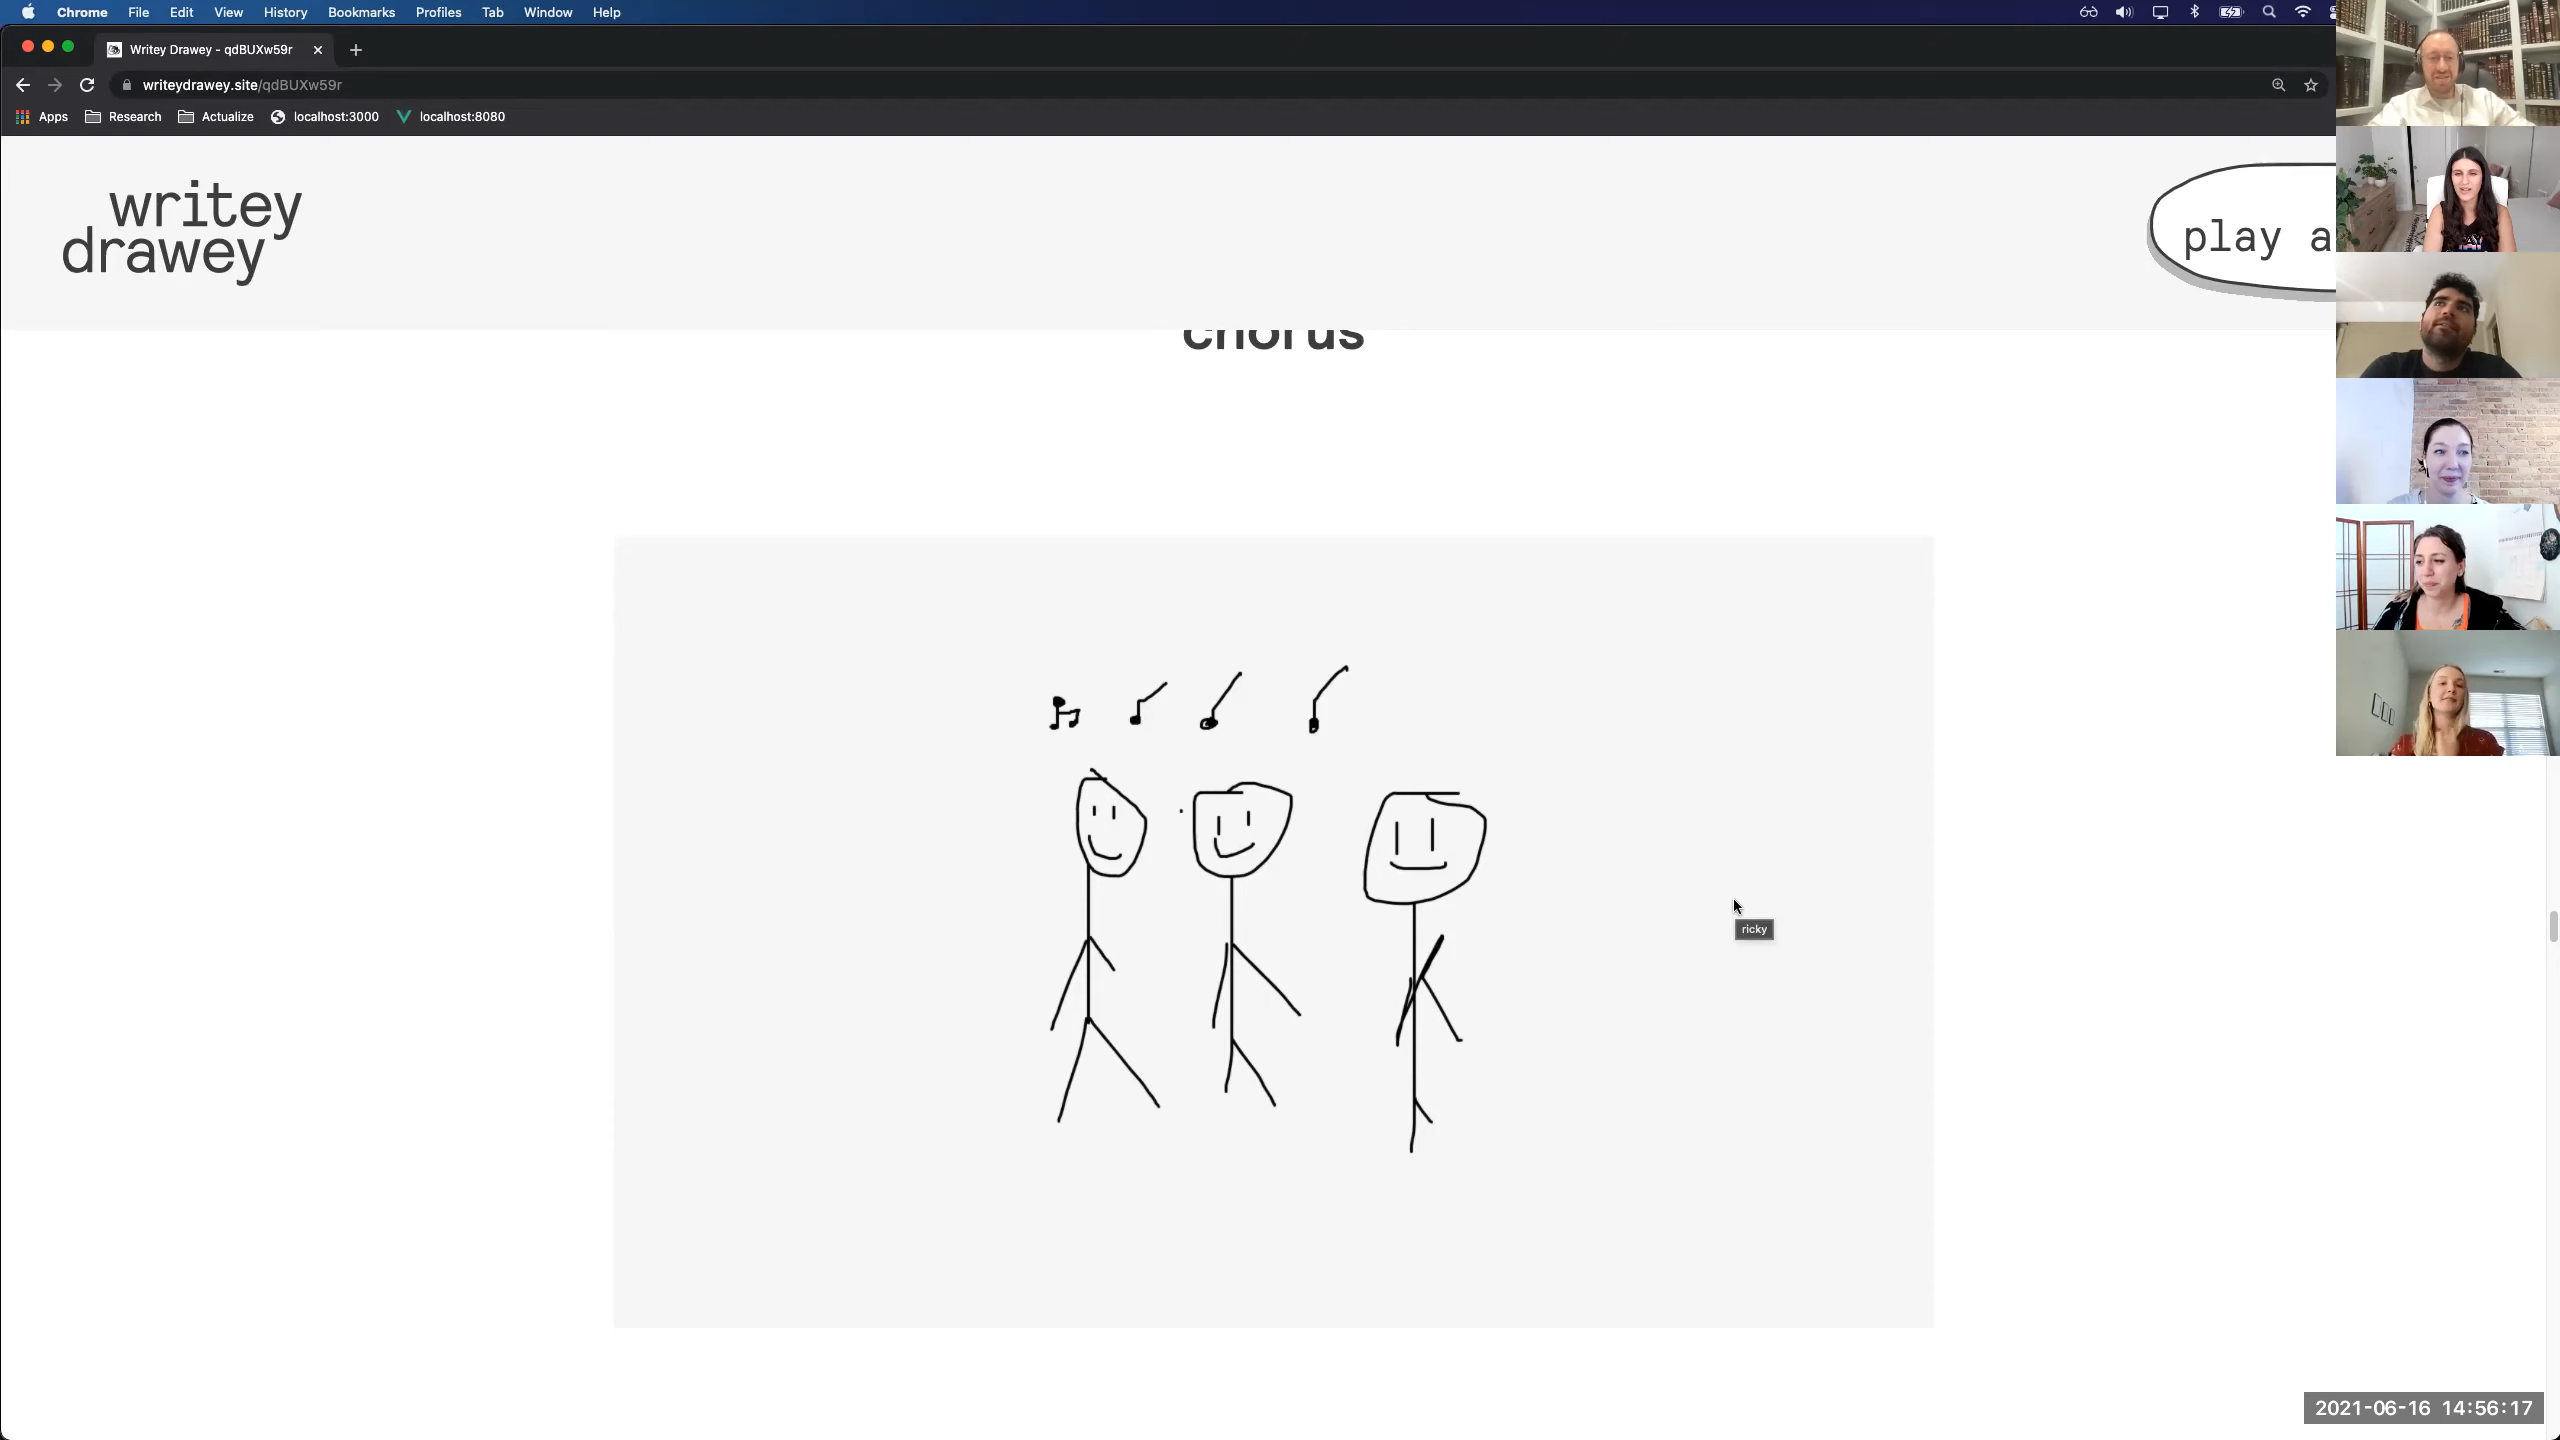 Chrome File Edit View History Bookmarks Profiles Tab Window Help
Writey Drawey - qdBUXw59r
writeydrawey.site/qdBUXw59r
Apps Research Actualize localhost:3000 localhost:8080
writey
drawey
play a
chorus
ricky
2021-06-16 14:56:17